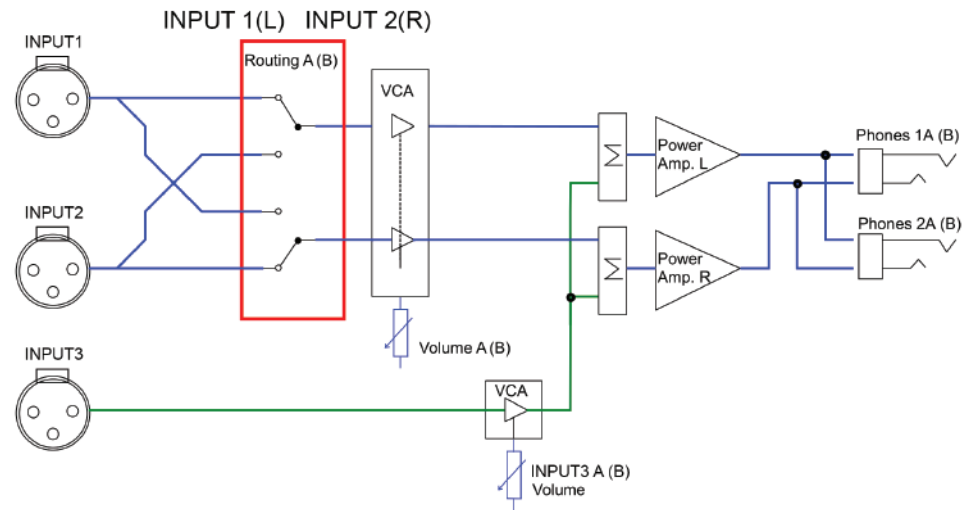 INPUT 1(L) INPUT 2(R)
INPUT1
Routing A (B)
VCA
Σ
Power
Amp. L
Phones 1A (B)
INPUT2
Phones 2A (B)
Σ
Power
Amp. R
Volume A (B)
INPUT3
VCA
INPUT3 A (B)
Volume